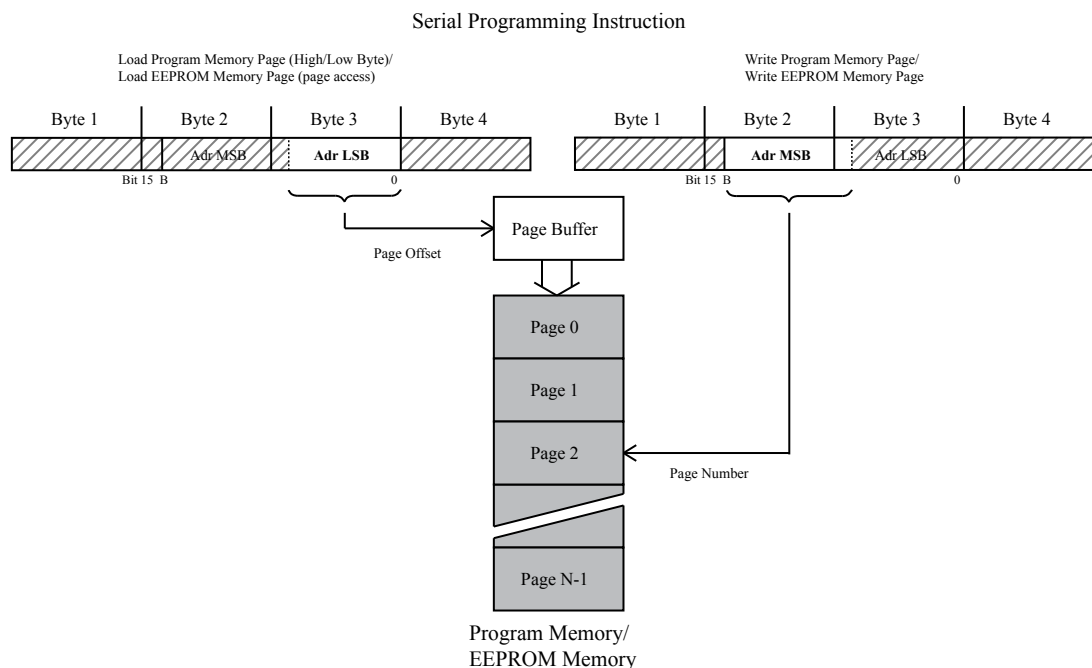 Serial Programming Instruction
Load Program Memory Page (High/Low Byte)/
Load EEPROM Memory Page (page access)
Write Program Memory Page/
Write EEPROM Memory Page
Byte 1 Byte 2 Byte 3 Byte 4
Byte 1 Byte 2 Byte 3 Byte 4
Adr MSB Adr LSB
Adr MSB Adr LSB
Bit 15 B 0
Bit 15 B 0
Page Buffer
Page Offset
Page 0
Page 1
Page 2
Page Number
Page N-1
Program Memory/
EEPROM Memory